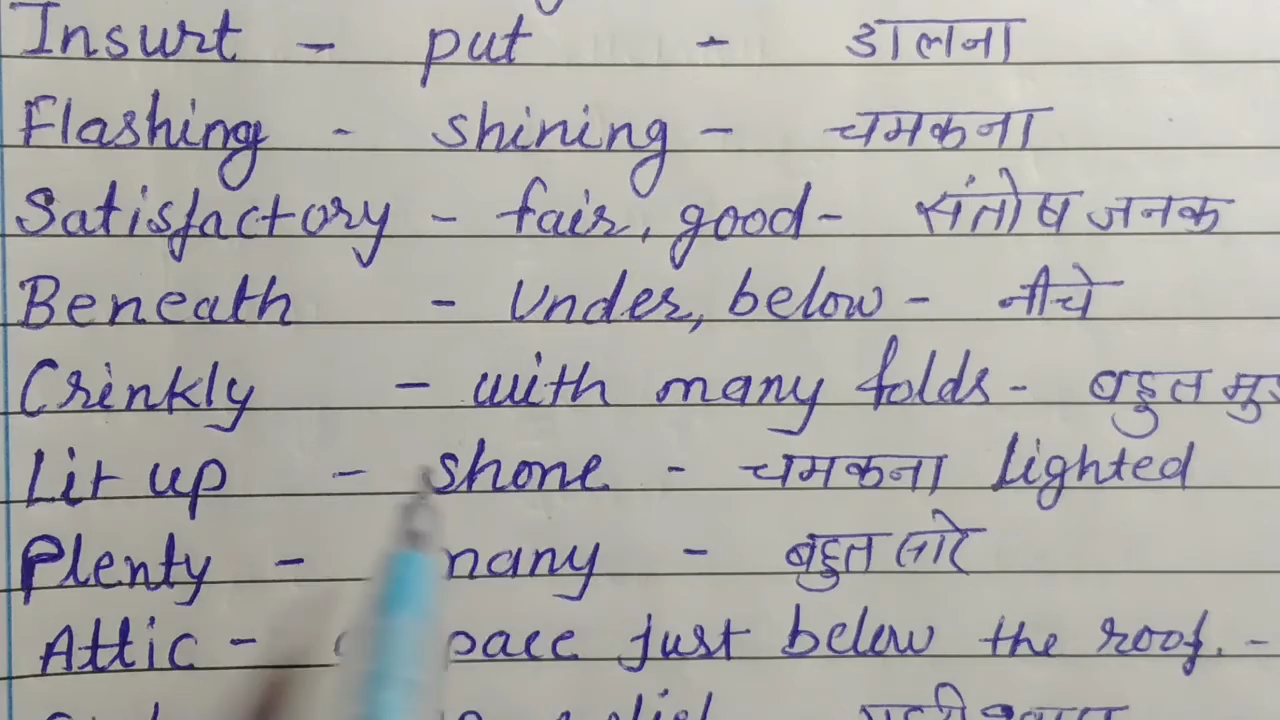 Insurt - put - डालना
Flashing - shining - चमकना
Satisfactory - fair, good - संतोषजनक
Beneath - Under, below - नीचे
Crinkly - with many folds - बहुत
Lit up - shone - चमकना lighted
Plenty - many - बहुत सारे
Attic - space just below the roof. -